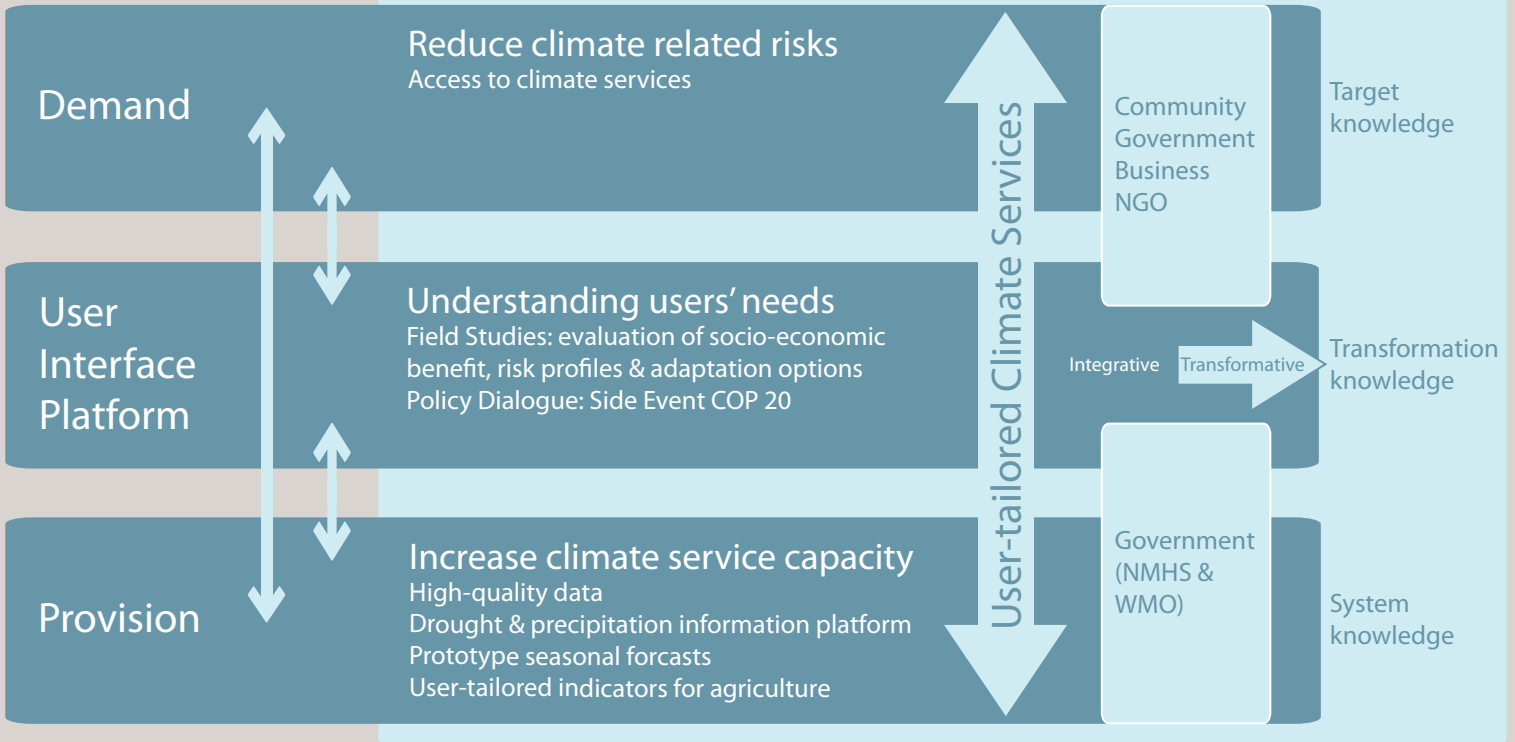 Demand
Reduce climate related risks
Access to climate services
Community
Government
Business
NGO
Target
knowledge
User
Interface
Platform
Understanding users' needs
Field Studies: evaluation of socio-economic
benefit, risk profiles & adaptation options
Policy Dialogue: Side Event COP 20
User-tailored Climate Services
Integrative
Transformative
Transformation
knowledge
Provision
Increase climate service capacity
High-quality data
Drought & precipitation information platform
Prototype seasonal forcasts
User-tailored indicators for agriculture
Government
(NMHS &
WMO)
System
knowledge